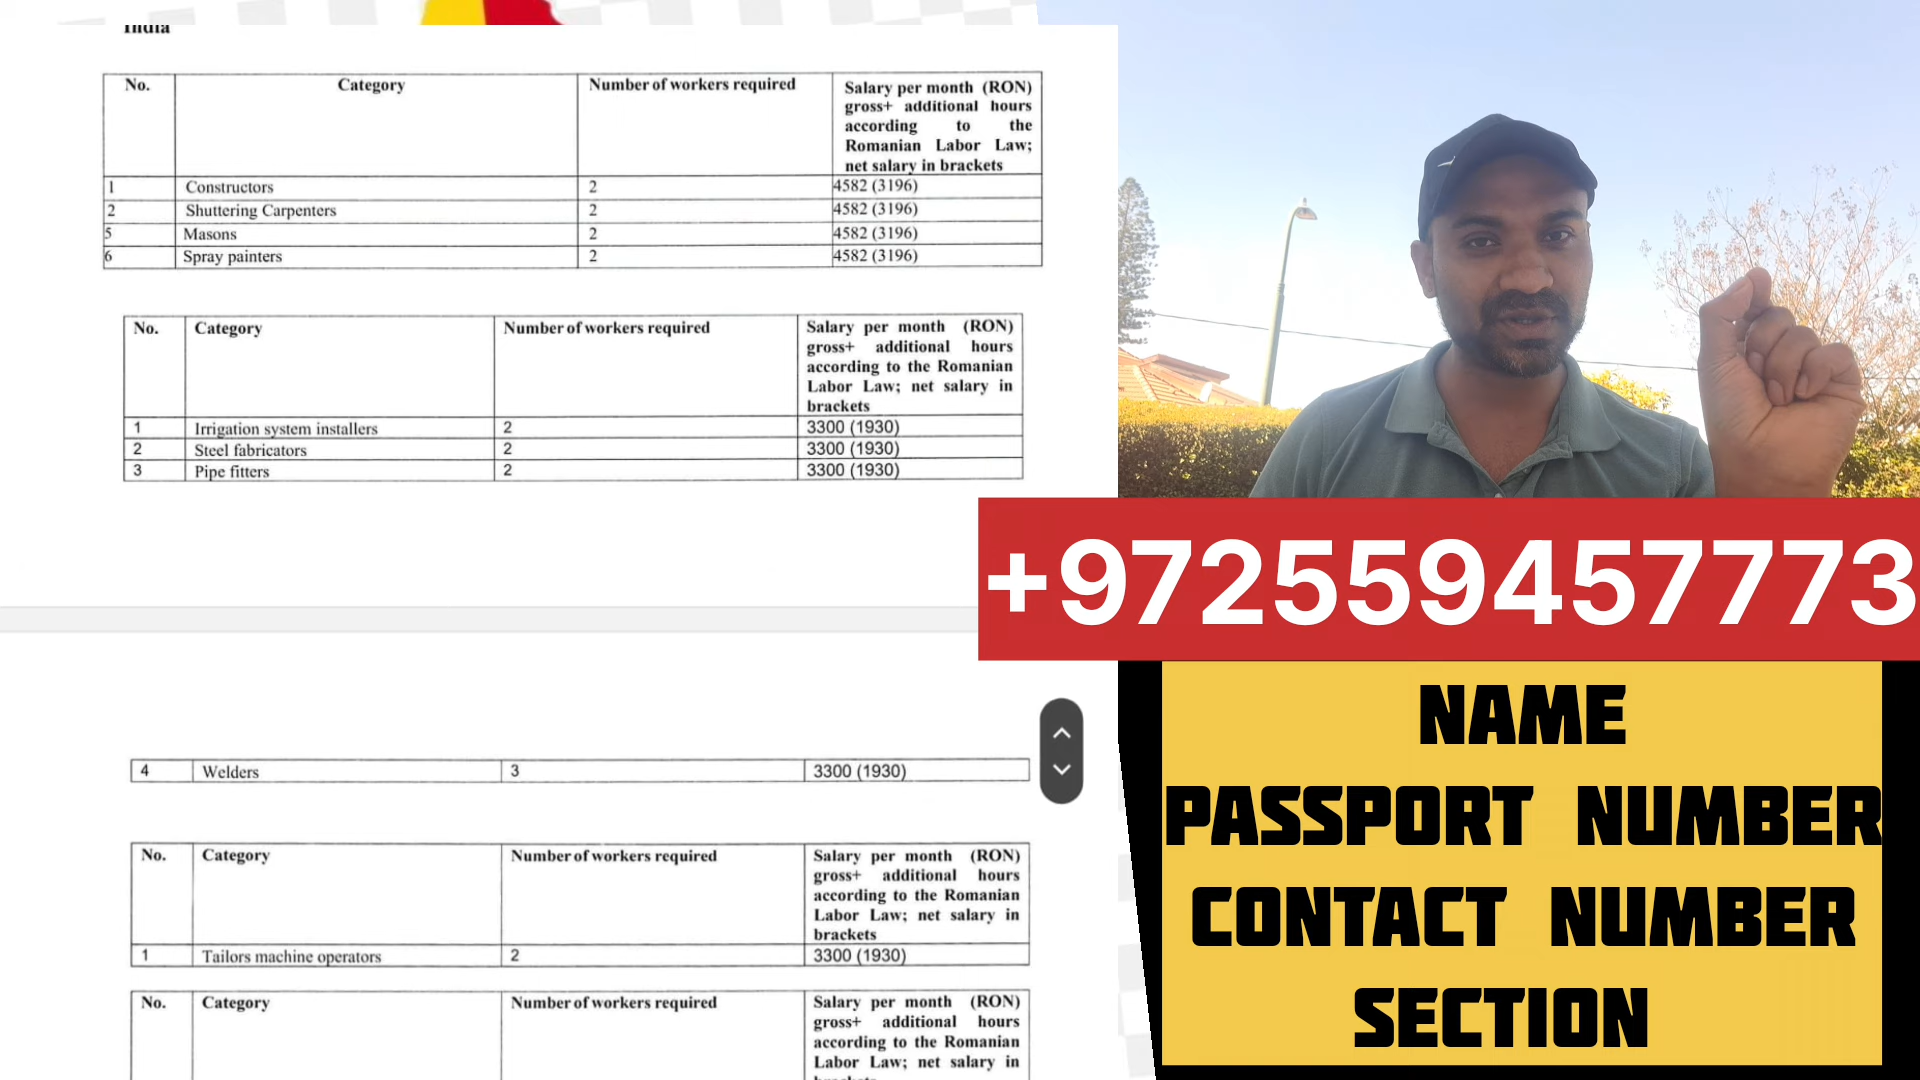 India
No. Category Number of workers required Salary per month (RON)
gross+ additional hours
according to the
Romanian Labor Law;
net salary in brackets
1 Constructors 2 4582 (3196)
2 Shuttering Carpenters 2 4582 (3196)
5 Masons 2 4582 (3196)
6 Spray painters 2 4582 (3196)
No. Category Number of workers required Salary per month (RON)
gross+ additional hours
according to the Romanian
Labor Law; net salary in
brackets
1 Irrigation system installers 2 3300 (1930)
2 Steel fabricators 2 3300 (1930)
3 Pipe fitters 2 3300 (1930)
4 Welders 3 3300 (1930)
No. Category Number of workers required Salary per month (RON)
gross+ additional hours
according to the Romanian
Labor Law; net salary in
brackets
1 Tailors machine operators 2 3300 (1930)
No. Category Number of workers required Salary per month (RON)
gross+ additional hours
according to the Romanian
Labor Law; net salary in
brackets
+972559457773
NAME
PASSPORT NUMBER
CONTACT NUMBER
SECTION